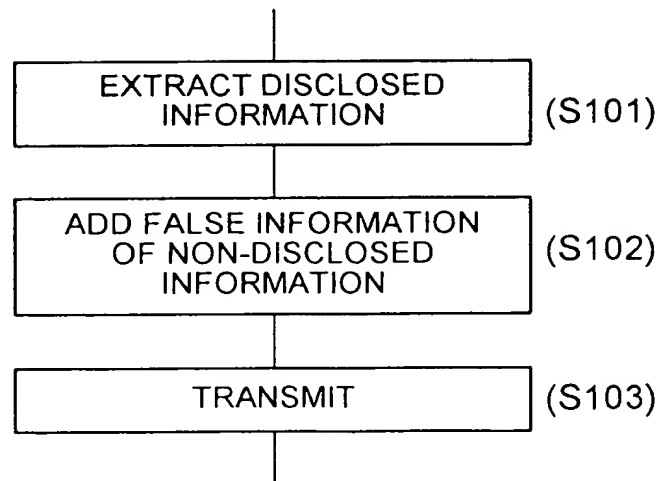 EXTRACT DISCLOSED
INFORMATION
(S101)
ADD FALSE INFORMATION
OF NON-DISCLOSED
INFORMATION
(S102)
TRANSMIT
(S103)